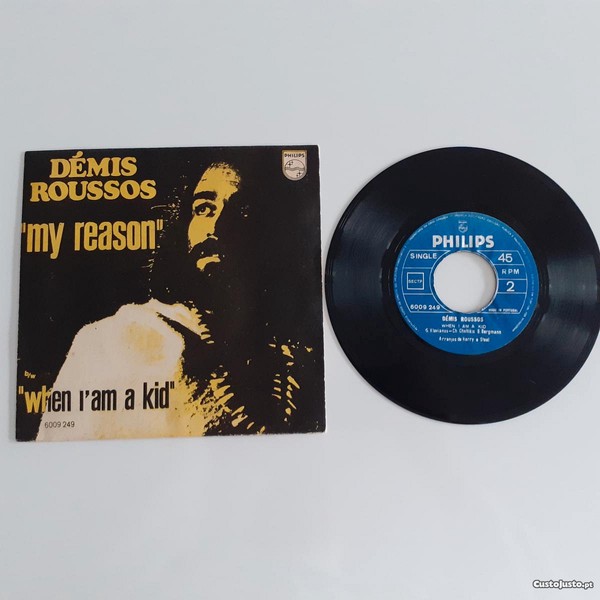 DÉMIS
ROUSSOS
PHILIPS
"my reason"
b/w
"when I'am a kid"
6009 249
PHILIPS
SINGLE
45
RPM
2
6009 249
DÉMIS ROUSSOS
WHEN I AM A KID
CustoJusto.pt